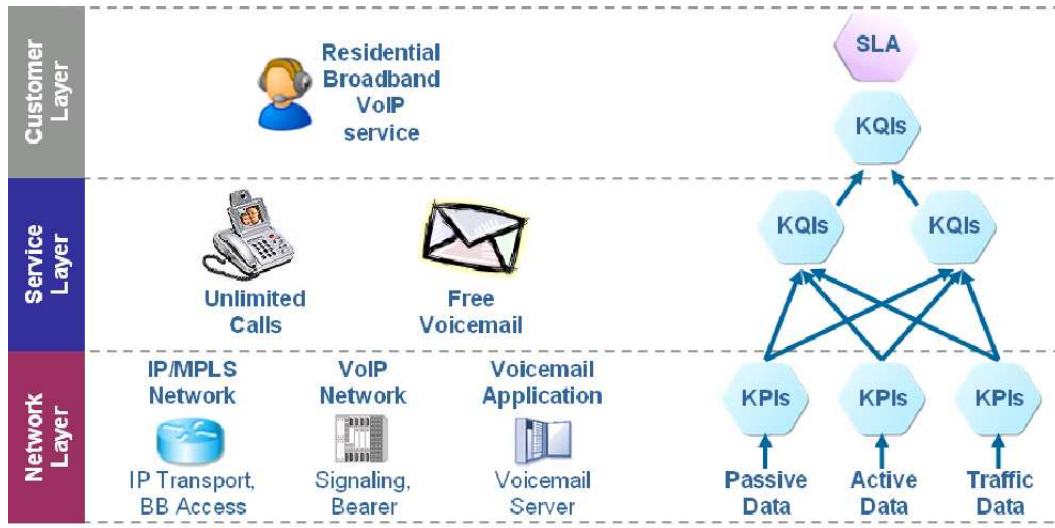 Customer
Layer
Residential
Broadband
VoIP
service
SLA
KQIs
Service
Layer
Unlimited
Calls
Free
Voicemail
KQIs
KQIs
Network
Layer
IP/MPLS
Network
VoIP
Network
Voicemail
Application
IP Transport,
BB Access
Signaling,
Bearer
Voicemail
Server
KPIs
KPIs
KPIs
Passive
Data
Active
Data
Traffic
Data